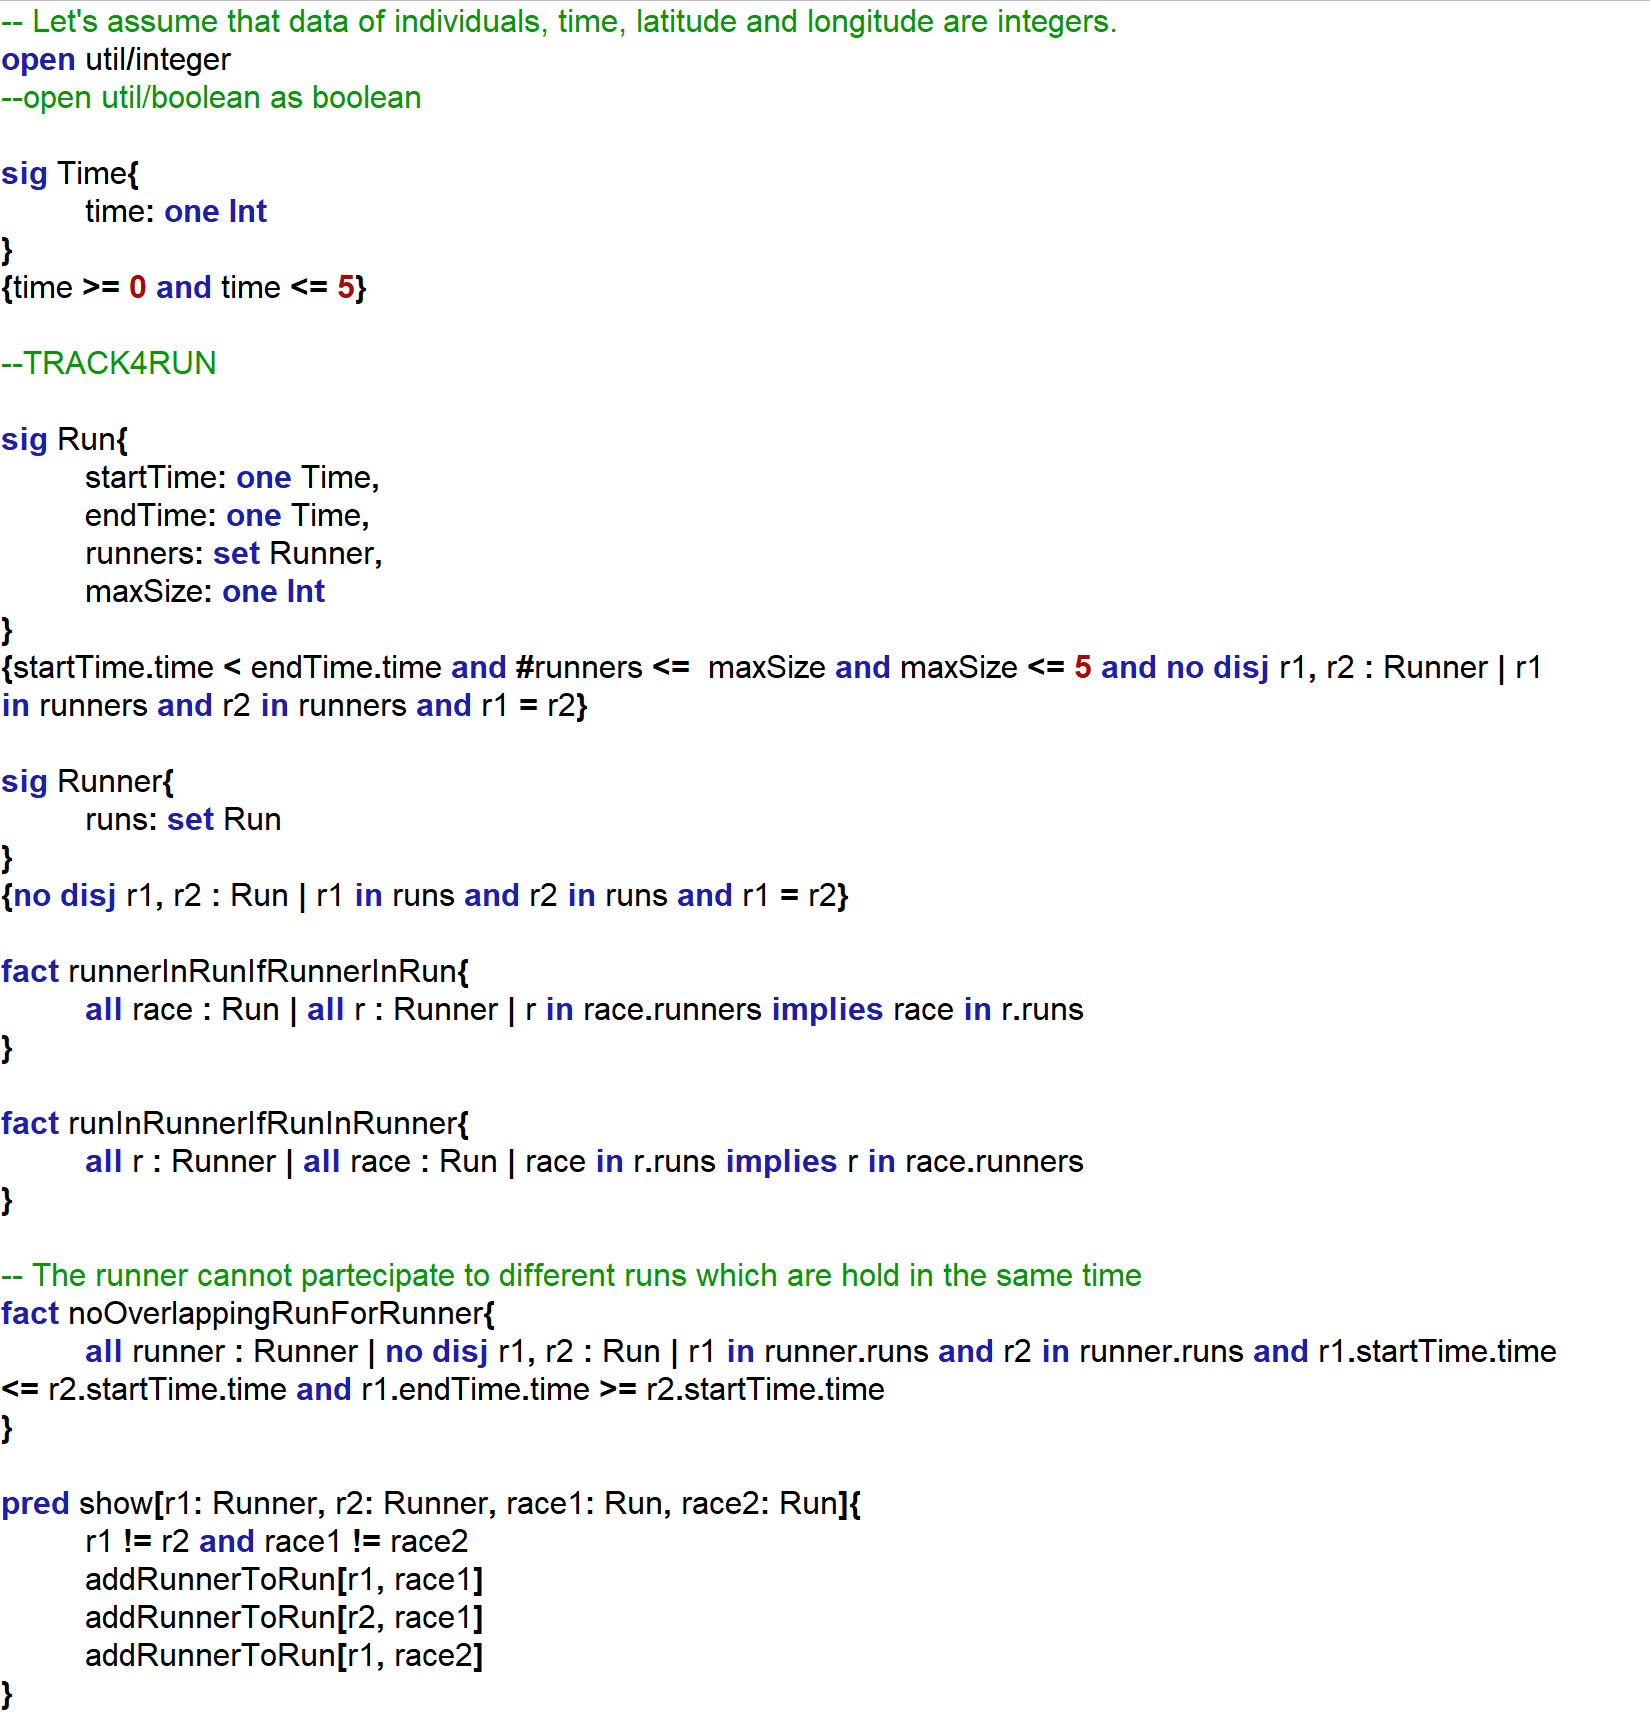 -- Let's assume that data of individuals, time, latitude and longitude are integers.
open util/integer
--open util/boolean as boolean
sig Time{
time: one Int
}
{time >= 0 and time <= 5}
--TRACK4RUN
sig Run{
startTime: one Time,
endTime: one Time,
runners: set Runner,
maxSize: one Int
}
{startTime.time < endTime.time and #runners <=  maxSize and maxSize <= 5 and no disj r1, r2 : Runner | r1
in runners and r2 in runners and r1 = r2}
sig Runner{
runs: set Run
}
{no disj r1, r2 : Run | r1 in runs and r2 in runs and r1 = r2}
fact runnerInRunIfRunnerInRun{
all race : Run | all r : Runner | r in race.runners implies race in r.runs
}
fact runInRunnerIfRunInRunner{
all r : Runner | all race : Run | race in r.runs implies r in race.runners
}
-- The runner cannot partecipate to different runs which are hold in the same time
fact noOverlappingRunForRunner{
all runner : Runner | no disj r1, r2 : Run | r1 in runner.runs and r2 in runner.runs and r1.startTime.time
<= r2.startTime.time and r1.endTime.time >= r2.startTime.time
}
pred show[r1: Runner, r2: Runner, race1: Run, race2: Run]{
r1 != r2 and race1 != race2
addRunnerToRun[r1, race1]
addRunnerToRun[r2, race1]
addRunnerToRun[r1, race2]
}